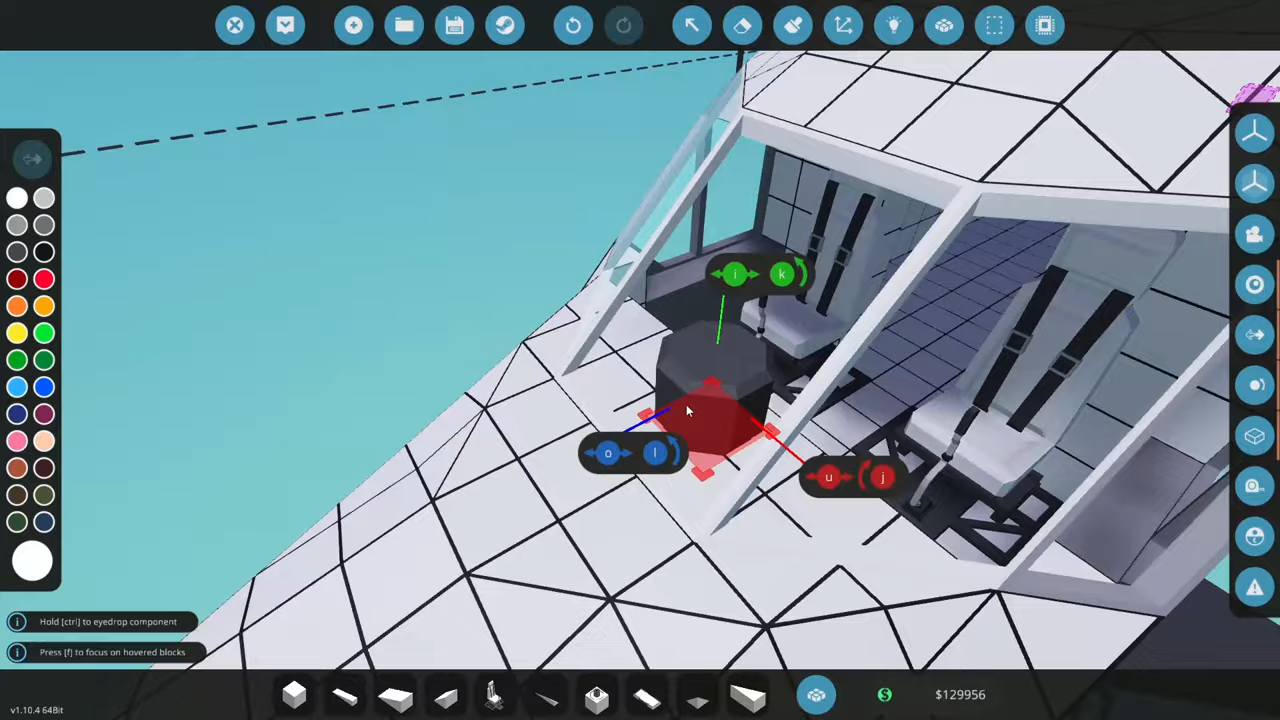 i k
o l
u j
i Hold [ctrl] to eyedrop component
i Press [f] to focus on hovered blocks
$ $129956
v1.10.4 64Bit